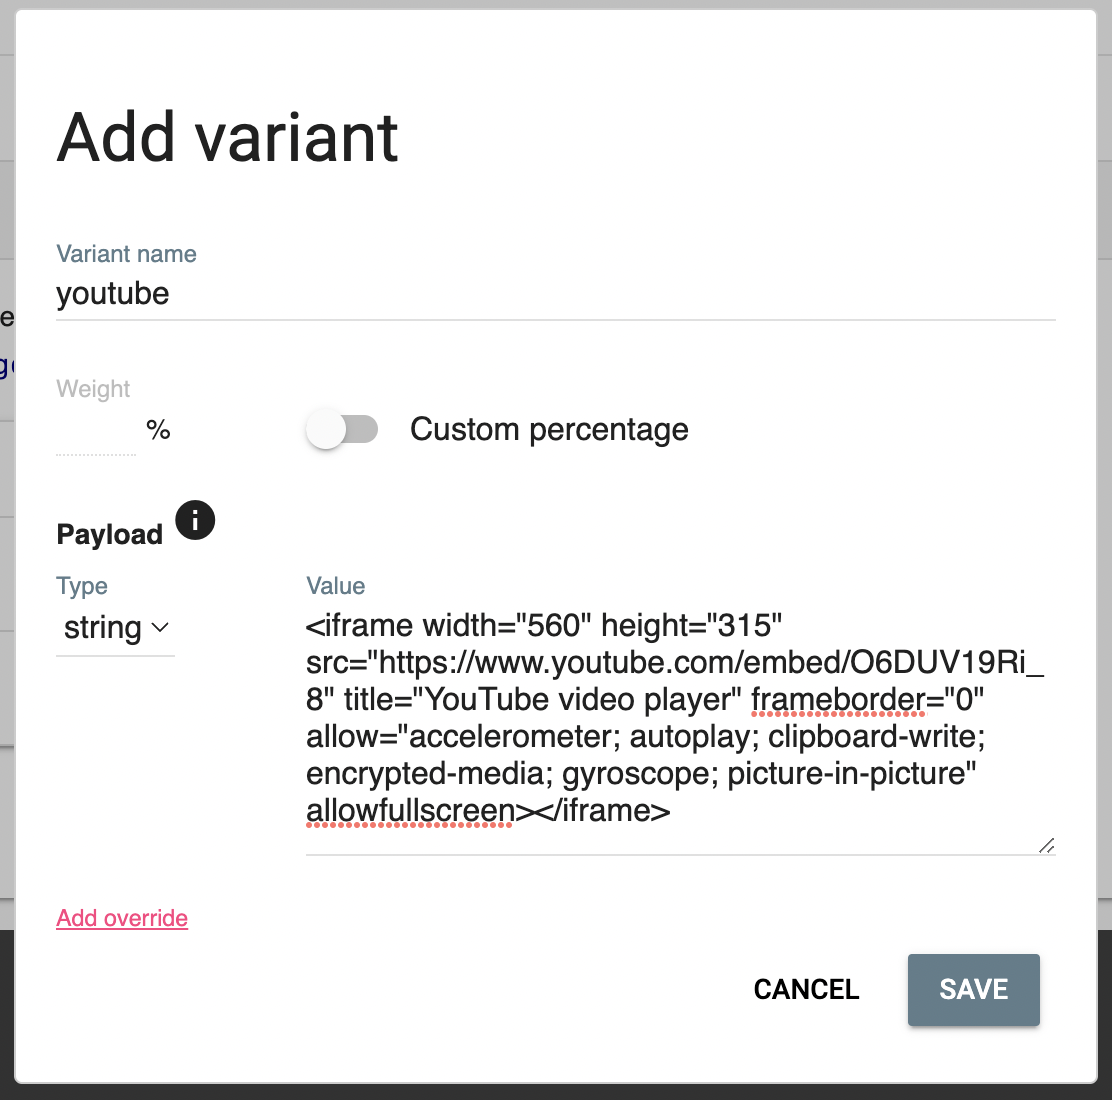 Add variant
Variant name
youtube
e
Weight
%
Custom percentage
Payload
i
Type
Value
string
<iframe width="560" height="315"
src="https://www.youtube.com/embed/O6DUV19Ri_
8" title="YouTube video player" frameborder="0"
allow="accelerometer; autoplay; clipboard-write;
encrypted-media; gyroscope; picture-in-picture"
allowfullscreen></iframe>
Add override
CANCEL
SAVE